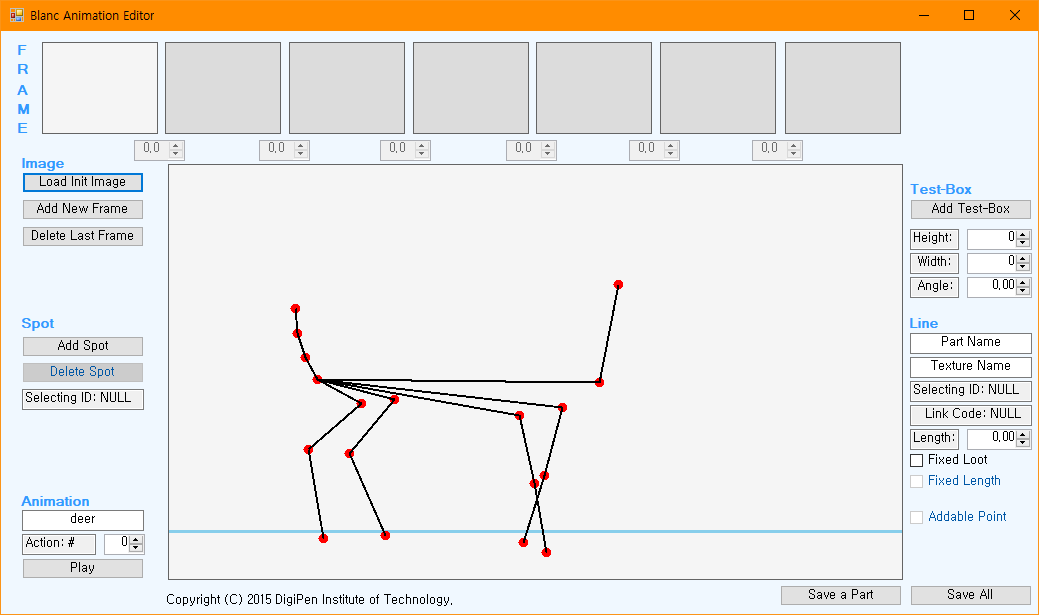 Blanc Animation Editor
F
R
A
M
E
0,0 0,0 0,0 0,0 0,0 0,0
Image
Load Init Image
Add New Frame
Delete Last Frame
Spot
Add Spot
Delete Spot
Selecting ID: NULL
Animation
deer
Action: # 0
Play
Test-Box
Add Test-Box
Height: 0
Width: 0
Angle: 0,00
Line
Part Name
Texture Name
Selecting ID: NULL
Link Code: NULL
Length: 0,00
Fixed Loot
Fixed Length
Addable Point
Copyright (C) 2015 DigiPen Institute of Technology,
Save a Part
Save All